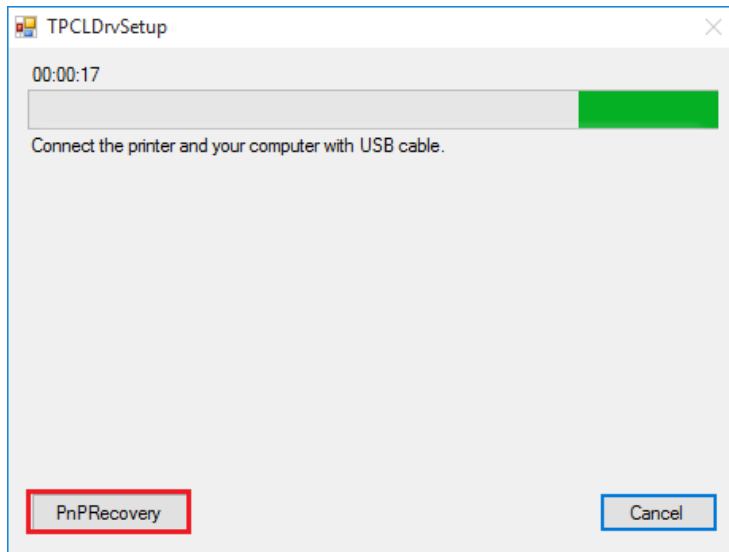 TPCLDrvSetup
00:00:17
Connect the printer and your computer with USB cable.
PnPRecovery
Cancel